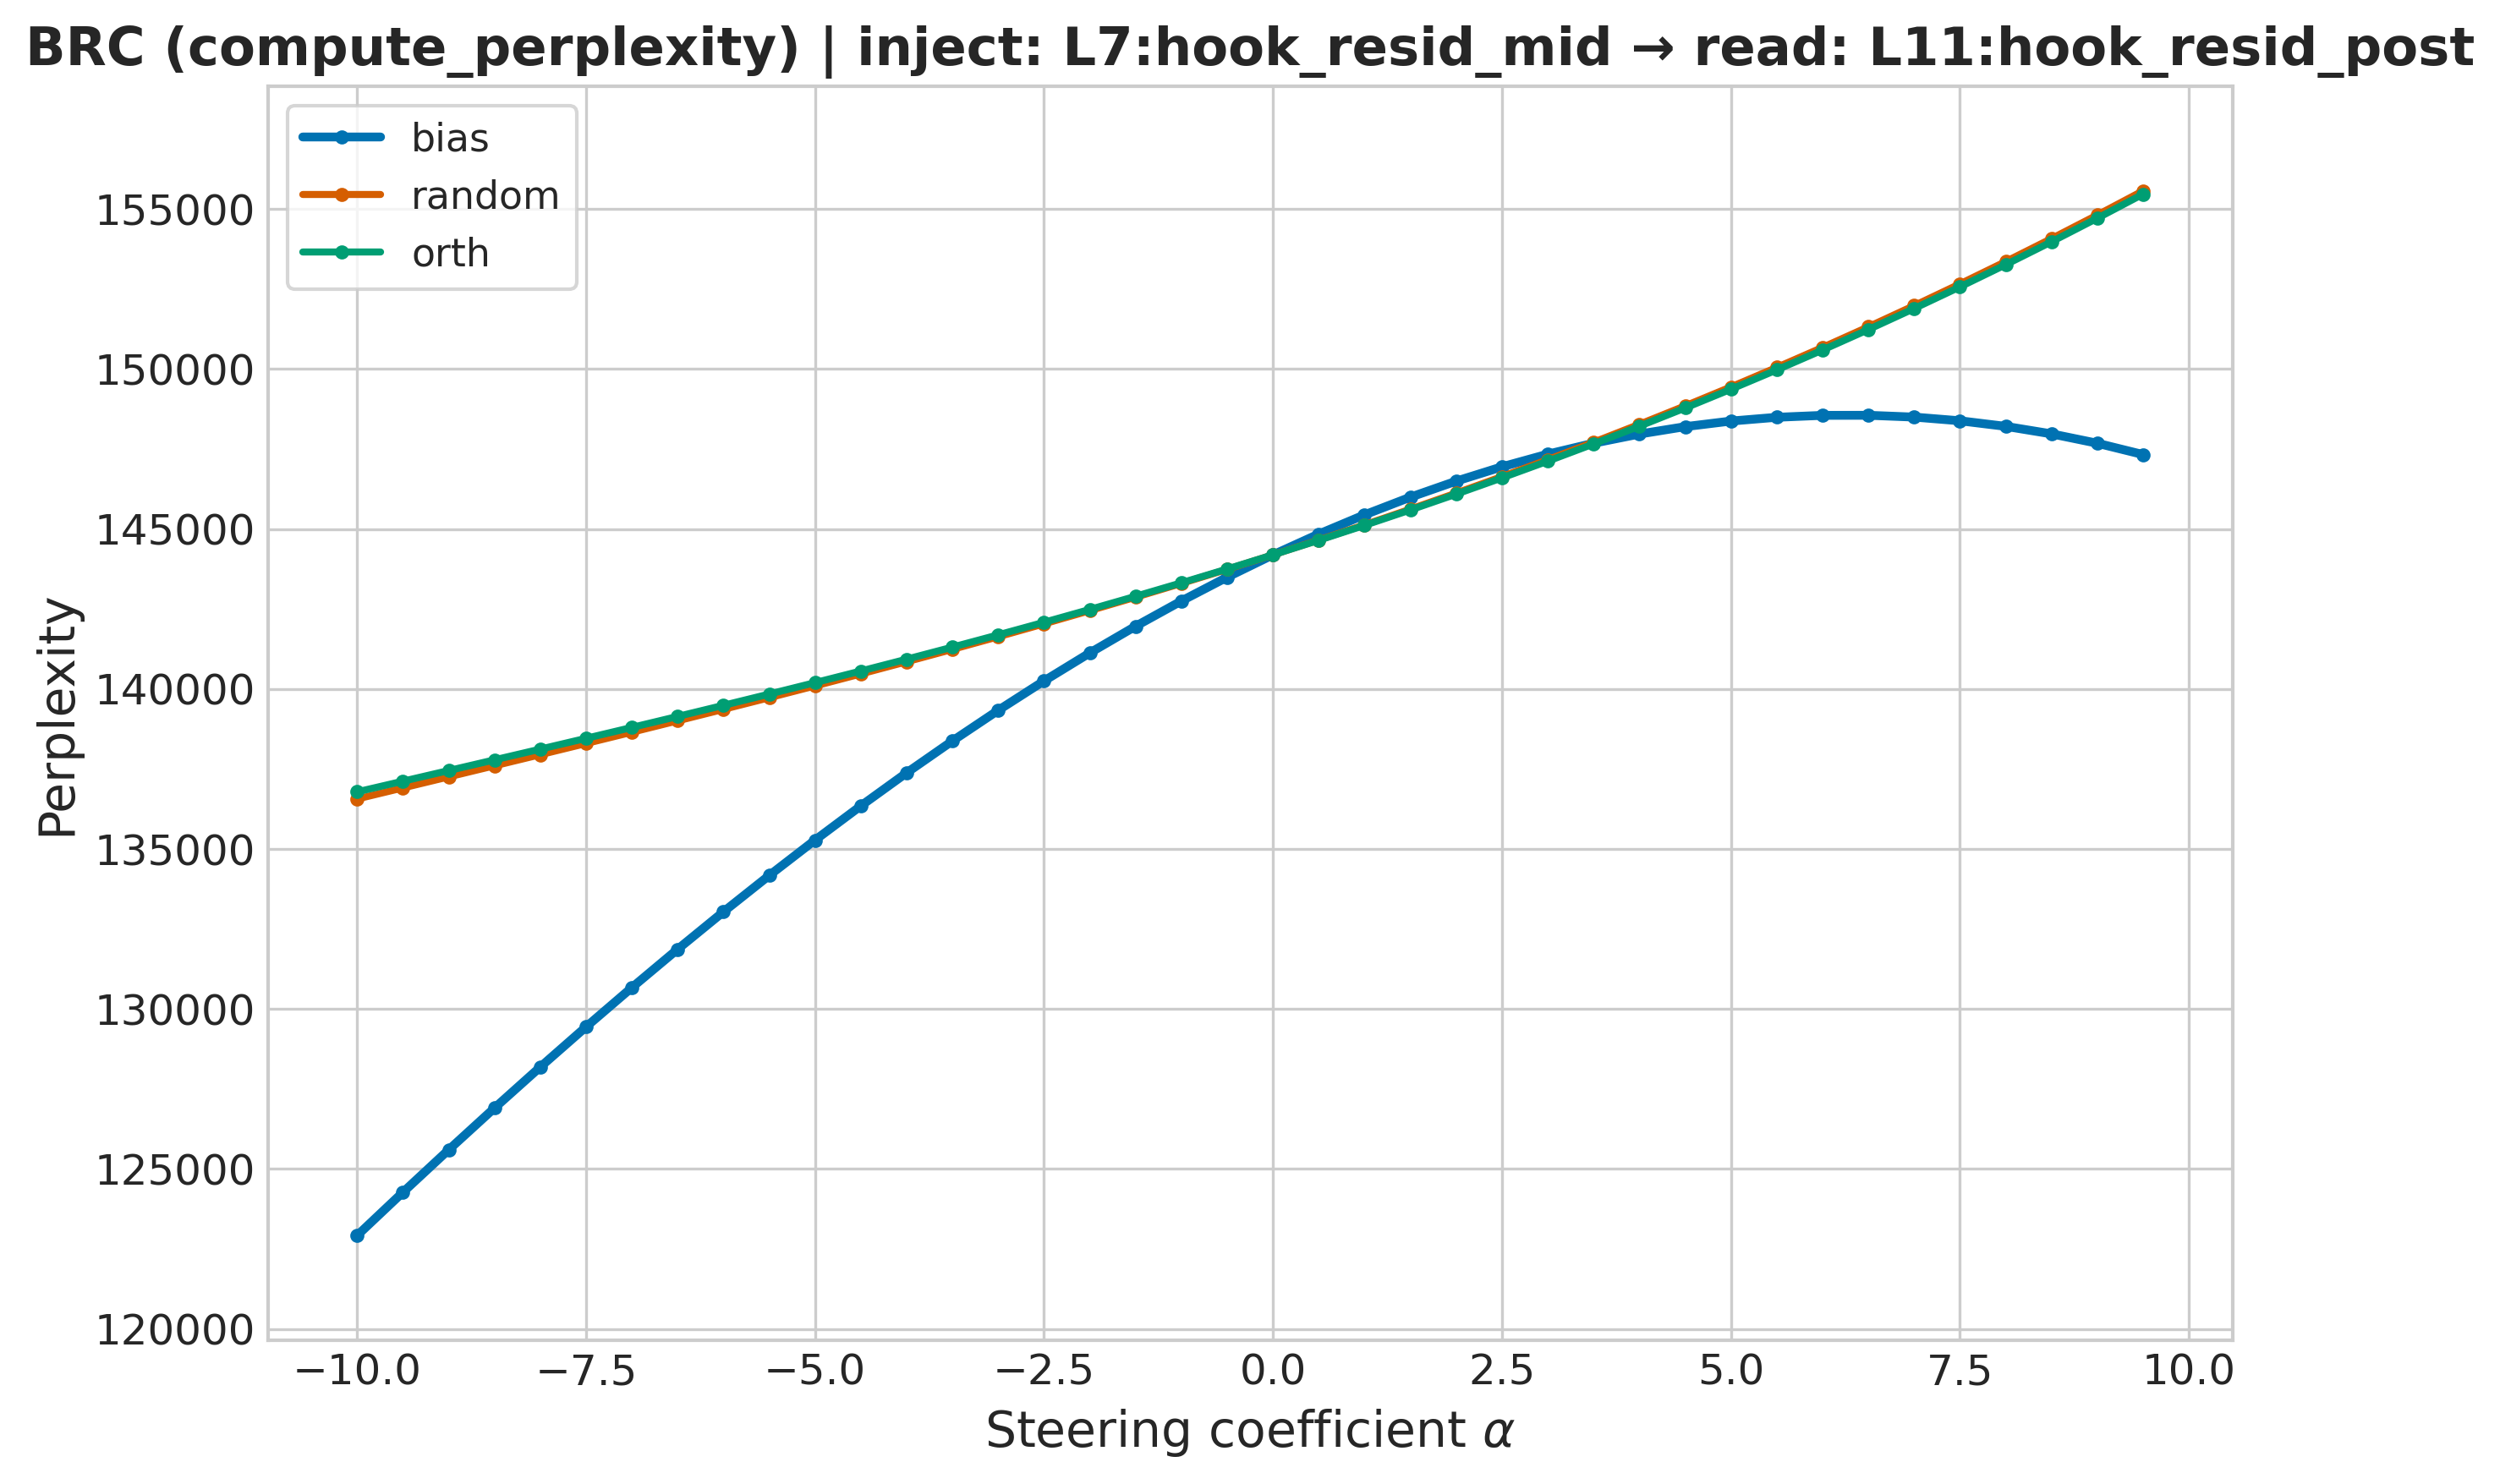 BRC (compute_perplexity) | inject: L7:hook_resid_mid → read: L11:hook_resid_post
bias
random
orth
155000
150000
145000
140000
135000
130000
125000
120000
Perplexity
−10.0 −7.5 −5.0 −2.5 0.0 2.5 5.0 7.5 10.0
Steering coefficient α